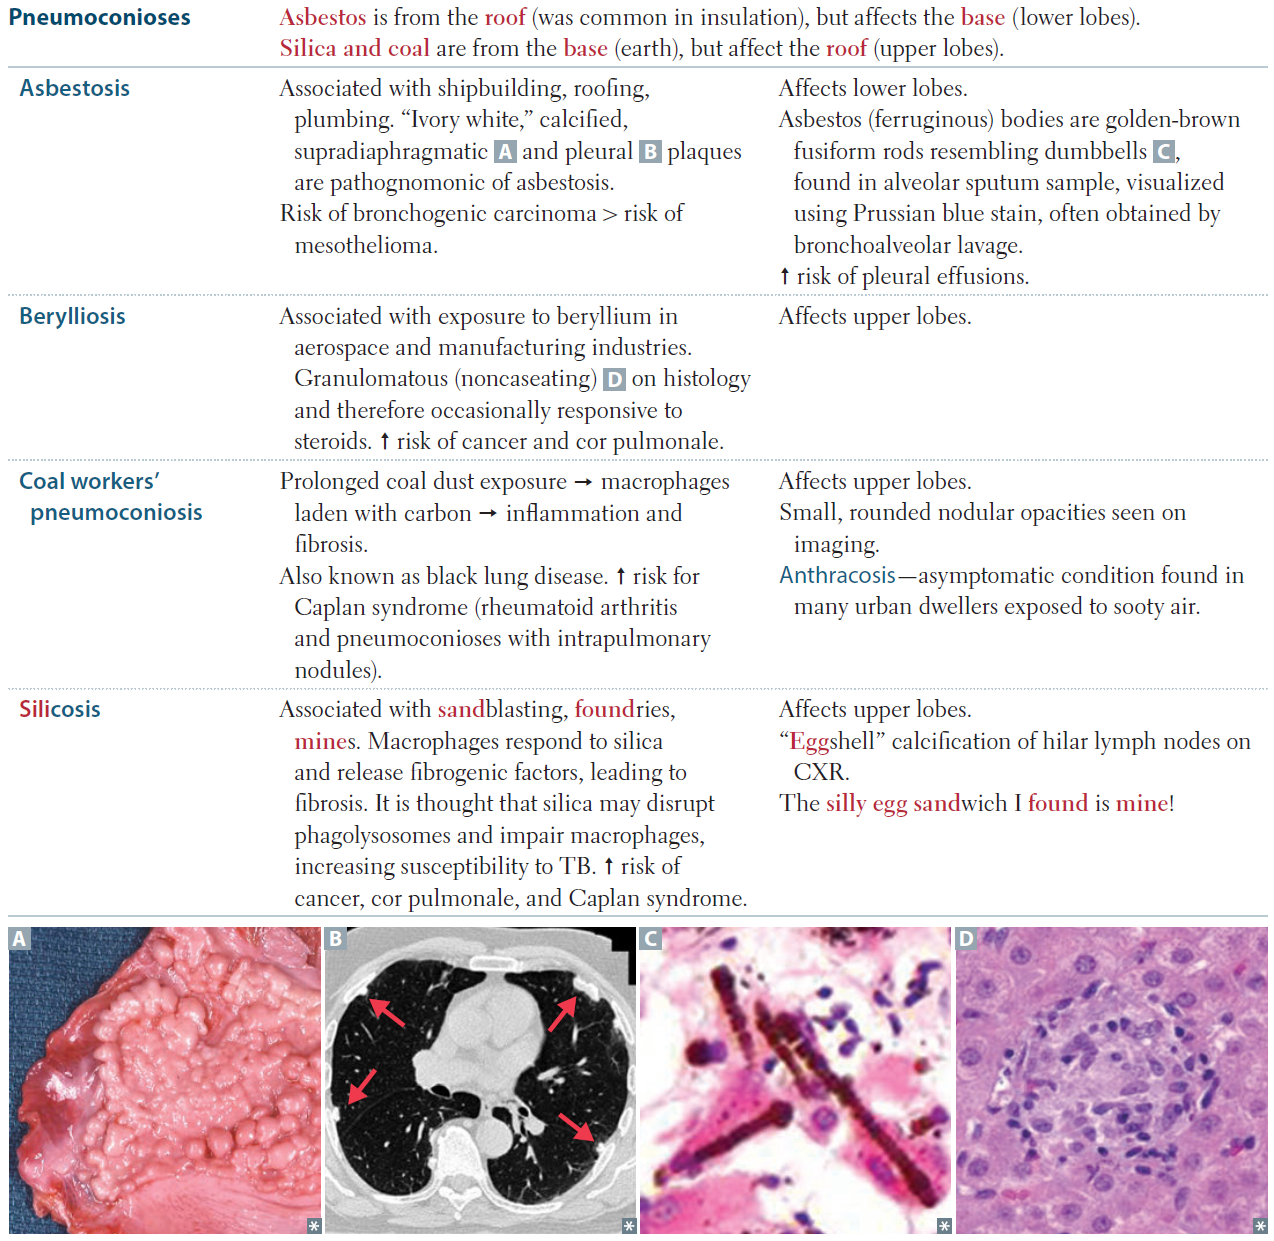 Pneumoconioses
Asbestos is from the roof (was common in insulation), but affects the base (lower lobes).
Silica and coal are from the base (earth), but affect the roof (upper lobes).
Asbestosis
Associated with shipbuilding, roofing,
plumbing. “Ivory white,” calcified,
supradiaphragmatic A and pleural B plaques
are pathognomonic of asbestosis.
Risk of bronchogenic carcinoma > risk of
mesothelioma.
Affects lower lobes.
Asbestos (ferruginous) bodies are golden-brown
fusiform rods resembling dumbbells C,
found in alveolar sputum sample, visualized
using Prussian blue stain, often obtained by
bronchoalveolar lavage.
↑ risk of pleural effusions.
Berylliosis
Associated with exposure to beryllium in
aerospace and manufacturing industries.
Granulomatous (noncaseating) D on histology
and therefore occasionally responsive to
steroids. ↑ risk of cancer and cor pulmonale.
Affects upper lobes.
Coal workers’
pneumoconiosis
Prolonged coal dust exposure → macrophages
laden with carbon → inflammation and
fibrosis.
Also known as black lung disease. ↑ risk for
Caplan syndrome (rheumatoid arthritis
and pneumoconioses with intrapulmonary
nodules).
Affects upper lobes.
Small, rounded nodular opacities seen on
imaging.
Anthracosis—asymptomatic condition found in
many urban dwellers exposed to sooty air.
Silicosis
Associated with sandblasting, foundries,
mines. Macrophages respond to silica
and release fibrogenic factors, leading to
fibrosis. It is thought that silica may disrupt
phagolysosomes and impair macrophages,
increasing susceptibility to TB. ↑ risk of
cancer, cor pulmonale, and Caplan syndrome.
Affects upper lobes.
“Eggshell” calcification of hilar lymph nodes on
CXR.
The silly egg sandwich I found is mine!
A
B
C
D
*
*
*
*